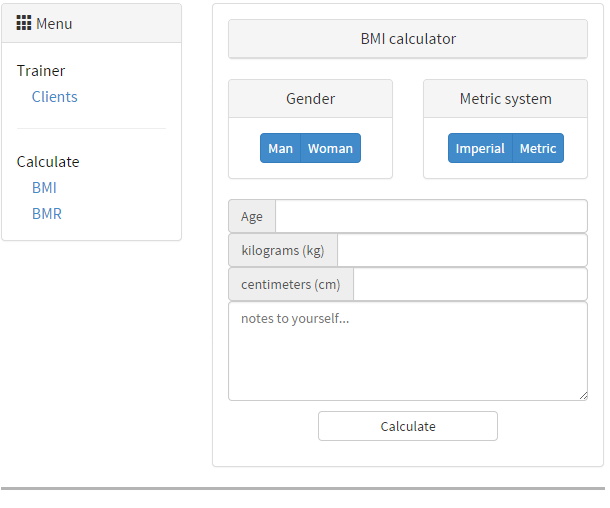 Menu
Trainer
Clients
Calculate
BMI
BMR
BMI calculator
Gender
Man Woman
Metric system
Imperial Metric
Age
kilograms (kg)
centimeters (cm)
notes to yourself...
Calculate